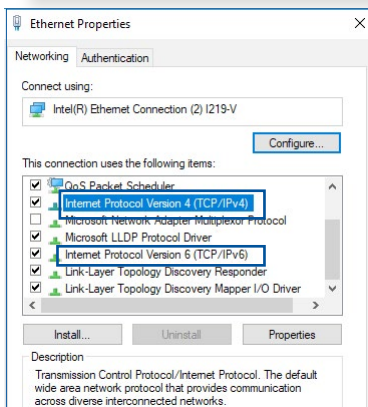 Ethernet Properties
Networking Authentication
Connect using:
Intel(R) Ethernet Connection (2) I219-V
Configure...
This connection uses the following items:
QoS Packet Scheduler
Internet Protocol Version 4 (TCP/IPv4)
Microsoft Network Adapter Multiplexor Protocol
Microsoft LLDP Protocol Driver
Internet Protocol Version 6 (TCP/IPv6)
Link-Layer Topology Discovery Responder
Link-Layer Topology Discovery Mapper I/O Driver
Install... Uninstall Properties
Description
Transmission Control Protocol/Internet Protocol. The default
wide area network protocol that provides communication
across diverse interconnected networks.